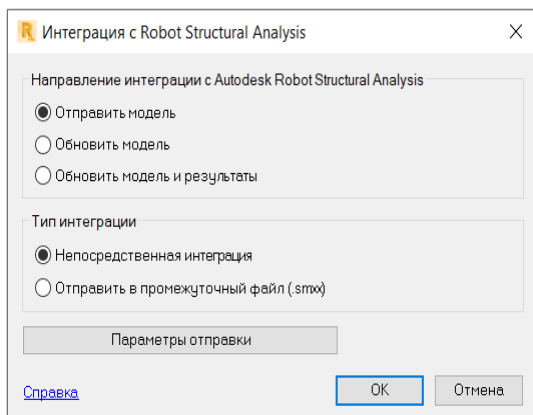 Интеграция с Robot Structural Analysis
Направление интеграции с Autodesk Robot Structural Analysis
Отправить модель
Обновить модель
Обновить модель и результаты
Тип интеграции
Непосредственная интеграция
Отправить в промежуточный файл (.smxx)
Параметры отправки
Справка
OK
Отмена